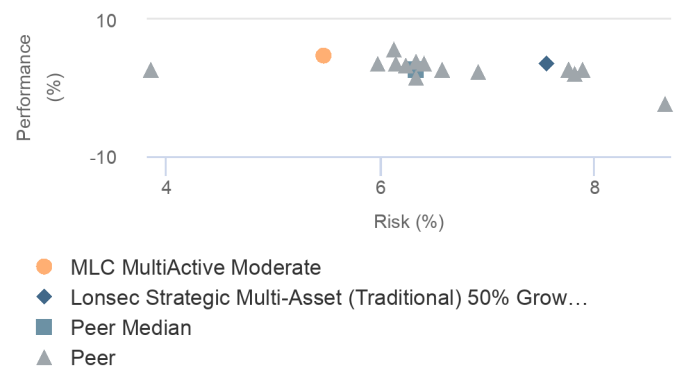 10
Performance
(%)
-10
4 6 8
Risk (%)
MLC MultiActive Moderate
Lonsec Strategic Multi-Asset (Traditional) 50% Grow…
Peer Median
Peer